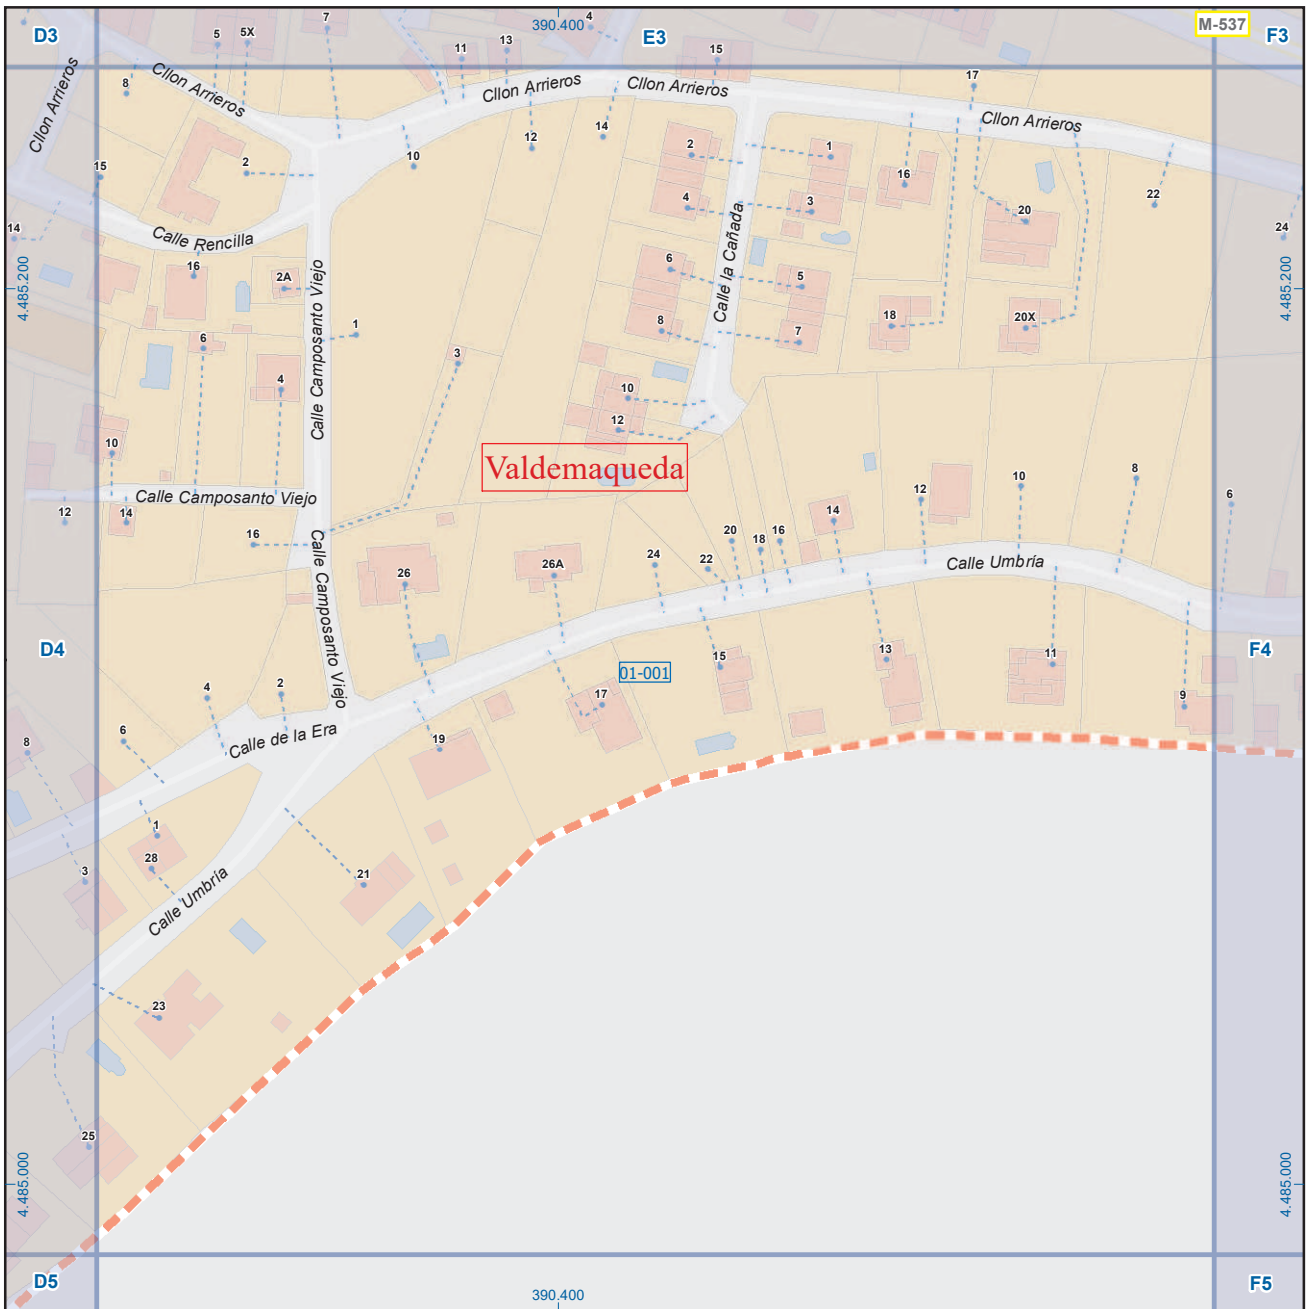 D3
E3
F3
M-537
390.400
5
5X
7
4
11
13
15
17
8
Cllon Arrieros
Cllon Arrieros
Cllon Arrieros
Cllon Arrieros
Cllon Arrieros
15
2
10
12
14
2
1
16
4
3
20
22
14
24
Calle Rencilla
16
2A
Calle Camposanto Viejo
Calle la Cañada
6
5
4.485.200
4.485.200
1
8
7
18
20X
6
3
4
10
12
10
Valdemaqueda
12
14
Calle Camposanto Viejo
16
Calle Camposanto Viejo
26
26A
24
22
20
18
16
14
12
10
8
6
Calle Umbría
D4
F4
01-001
15
13
11
9
17
19
4
2
6
8
Calle de la Era
1
28
3
21
Calle Umbría
23
25
4.485.000
4.485.000
D5
390.400
F5